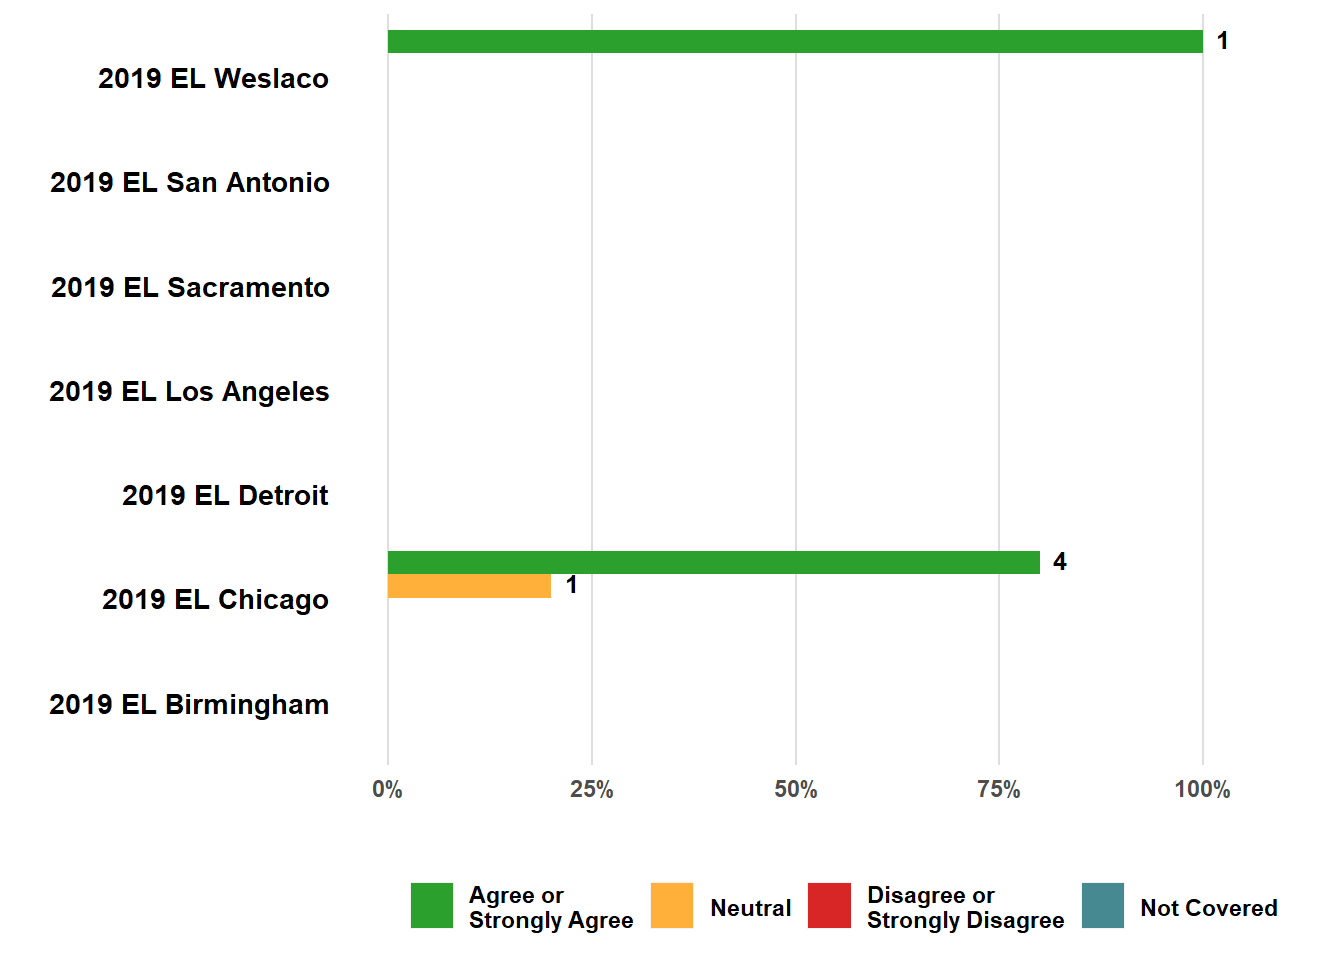 1
2019 EL Weslaco
2019 EL San Antonio
2019 EL Sacramento
2019 EL Los Angeles
2019 EL Detroit
4
1
2019 EL Chicago
2019 EL Birmingham
0% 25% 50% 75% 100%
Agree or
Strongly Agree
Neutral
Disagree or
Strongly Disagree
Not Covered